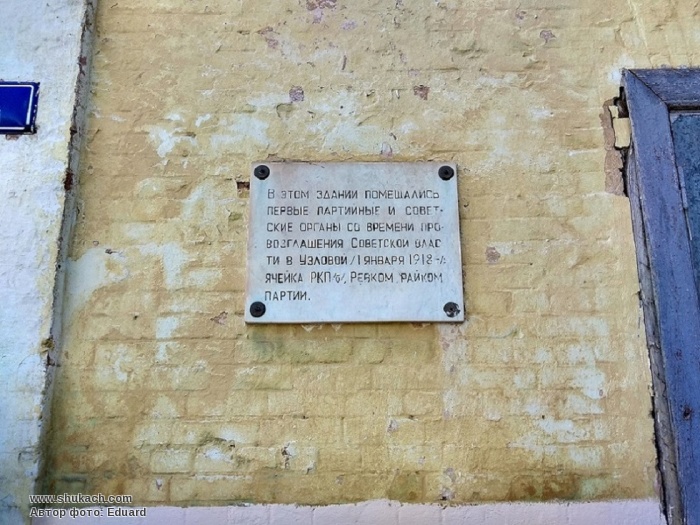 В ЭТОМ ЗДАНИИ ПОМЕЩАЛИСЬ
ПЕРВЫЕ ПАРТИИНЫЕ И СОВЕТ-
СКИЕ ОРГАНЫ СО ВРЕМЕНИ ПРО-
ВОЗГЛАШЕНИЯ СОВЕТСКОЙ ВЛАС
ТИ В УЗЛОВОЙ /1 ЯНВАРЯ 1918-/:
ЯЧЕЙКА РКП/б/, РЕВКОМ РАЙКОМ
ПАРТИИ.
www.shukach.com
Автор фото: Eduard